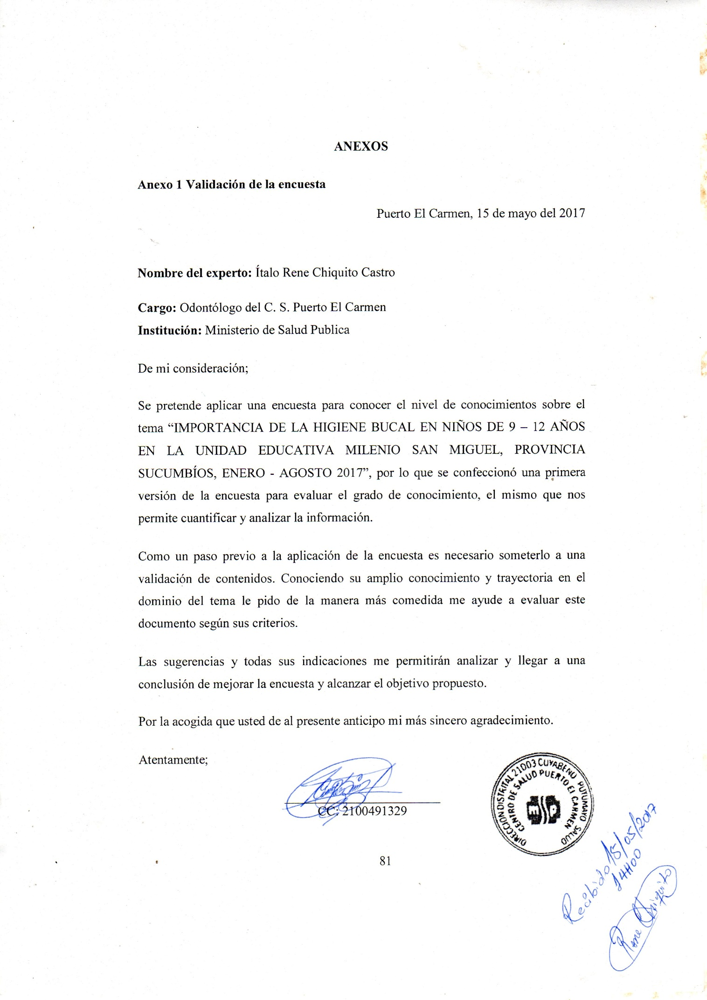 ANEXOS
Anexo 1 Validación de la encuesta
Puerto El Carmen, 15 de mayo del 2017
Nombre del experto: Ítalo Rene Chiquito Castro
Cargo: Odontólogo del C. S. Puerto El Carmen
Institución: Ministerio de Salud Publica
De mi consideración;
Se pretende aplicar una encuesta para conocer el nivel de conocimientos sobre el
tema “IMPORTANCIA DE LA HIGIENE BUCAL EN NIÑOS DE 9 – 12 AÑOS
EN LA UNIDAD EDUCATIVA MILENIO SAN MIGUEL, PROVINCIA
SUCUMBÍOS, ENERO - AGOSTO 2017”, por lo que se confeccionó una primera
versión de la encuesta para evaluar el grado de conocimiento, el mismo que nos
permite cuantificar y analizar la información.
Como un paso previo a la aplicación de la encuesta es necesario someterlo a una
validación de contenidos. Conociendo su amplio conocimiento y trayectoria en el
dominio del tema le pido de la manera más comedida me ayude a evaluar este
documento según sus criterios.
Las sugerencias y todas sus indicaciones me permitirán analizar y llegar a una
conclusión de mejorar la encuesta y alcanzar el objetivo propuesto.
Por la acogida que usted de al presente anticipo mi más sincero agradecimiento.
Atentamente;
CC: 2100491329
DIRECCION DISTRITAL 21D03 CUYABENO PUTUMAYO SALUD
CENTRO DE SALUD PUERTO El CARMEN
81
Recibido 15/05/2017
14H00
Rene Chiquito